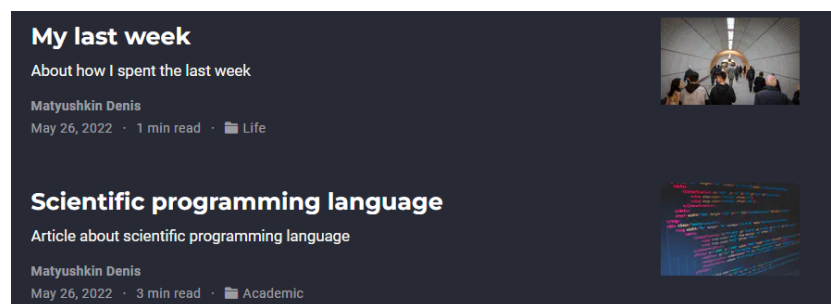 My last week
About how I spent the last week
Matyushkin Denis
May 26, 2022 · 1 min read · Life
Scientific programming language
Article about scientific programming language
Matyushkin Denis
May 26, 2022 · 3 min read · Academic